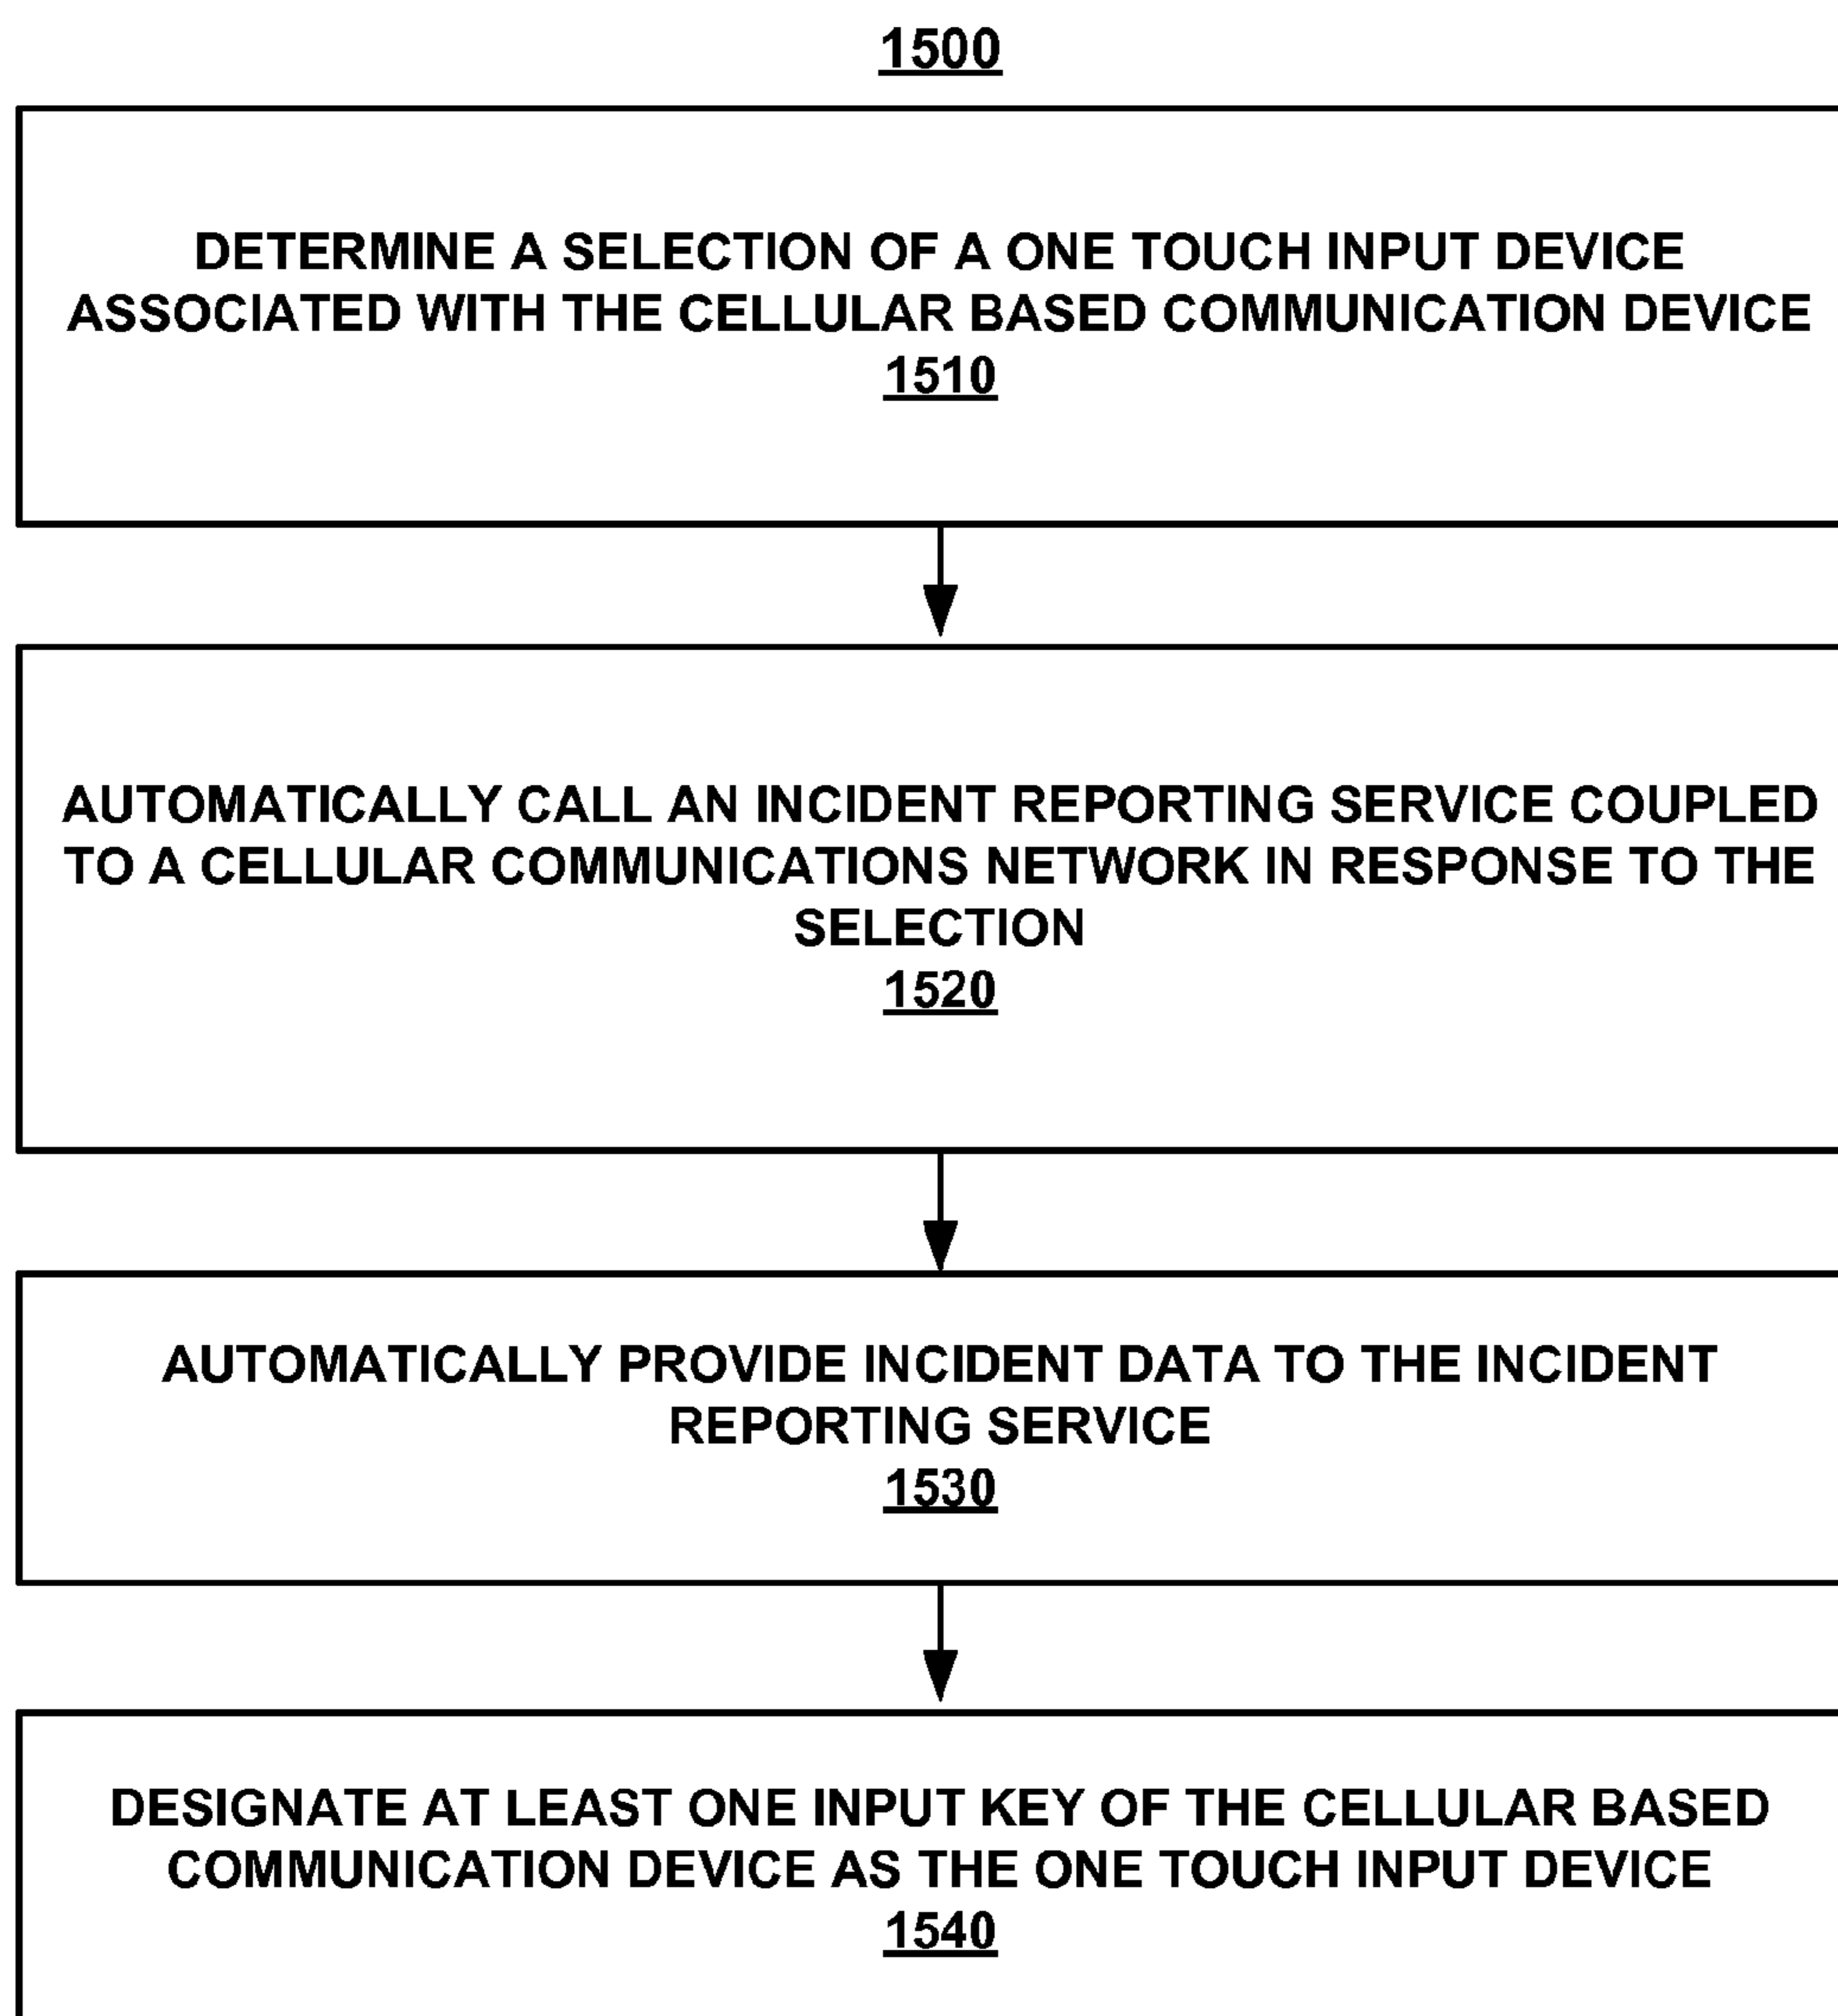 1500
DETERMINE A SELECTION OF A ONE TOUCH INPUT DEVICE
ASSOCIATED WITH THE CELLULAR BASED COMMUNICATION DEVICE
1510
AUTOMATICALLY CALL AN INCIDENT REPORTING SERVICE COUPLED
TO A CELLULAR COMMUNICATIONS NETWORK IN RESPONSE TO THE
SELECTION
1520
AUTOMATICALLY PROVIDE INCIDENT DATA TO THE INCIDENT
REPORTING SERVICE
1530
DESIGNATE AT LEAST ONE INPUT KEY OF THE CELLULAR BASED
COMMUNICATION DEVICE AS THE ONE TOUCH INPUT DEVICE
1540